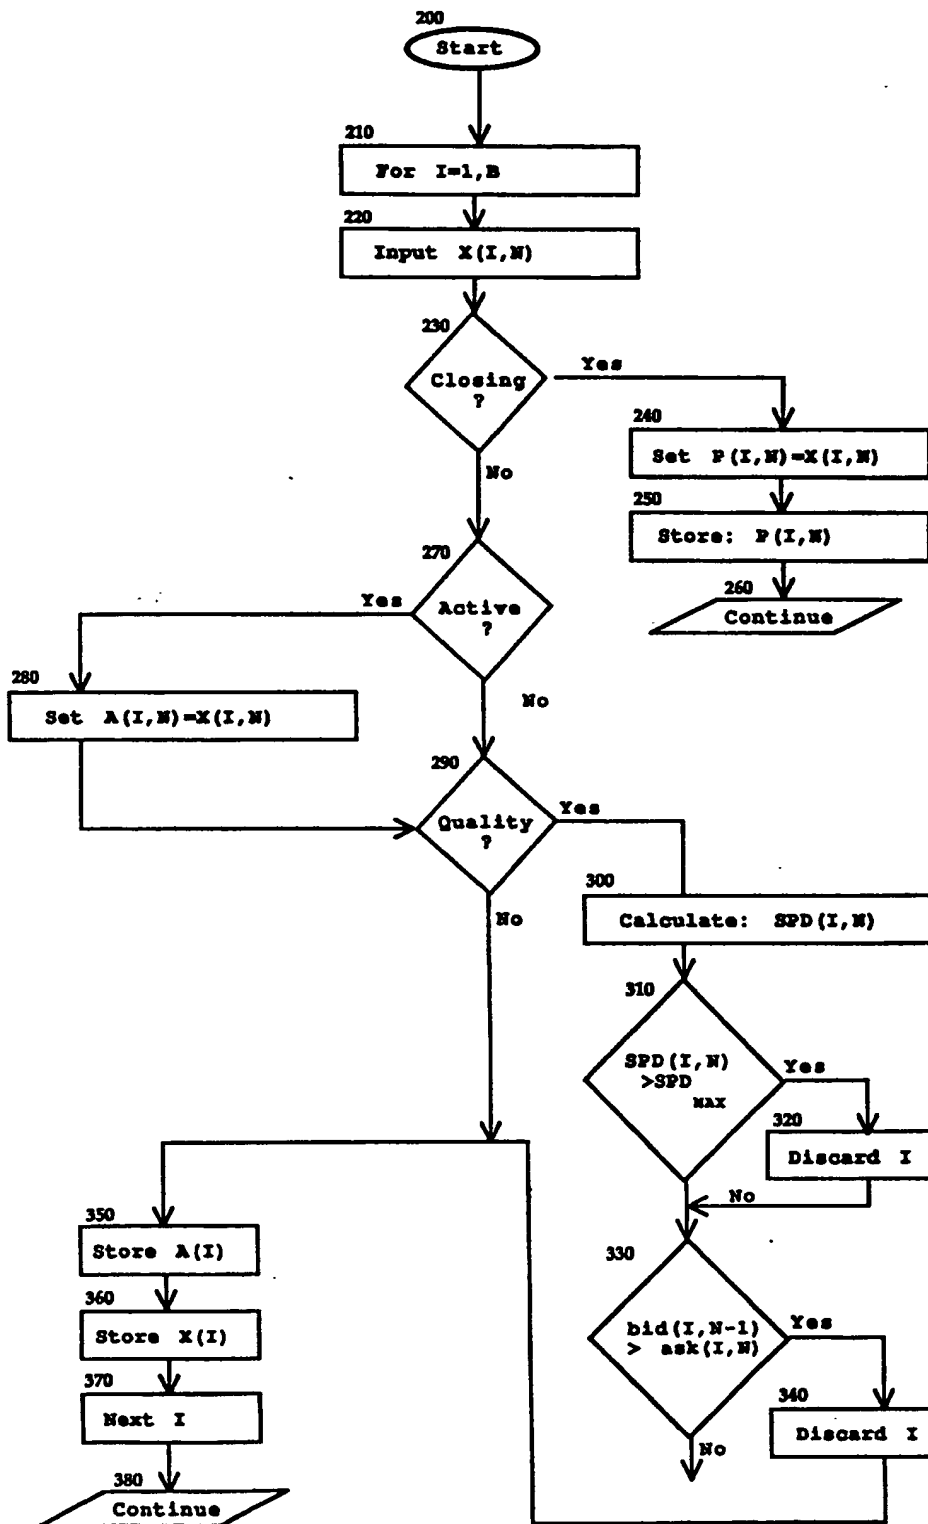 200
Start
210
For I=1,B
220
Input X(I,N)
230
Closing
?
Yes
No
240
Set P(I,N)=X(I,N)
250
Store: P(I,N)
260
Continue
270
Active
?
Yes
No
280
Set A(I,N)=X(I,N)
290
Quality
?
Yes
No
300
Calculate: SPD(I,N)
310
SPD(I,N)
>SPD
MAX
Yes
320
Discard I
No
330
bid(I,N-1)
> ask(I,N)
Yes
340
Discard I
No
350
Store A(I)
360
Store X(I)
370
Next I
380
Continue